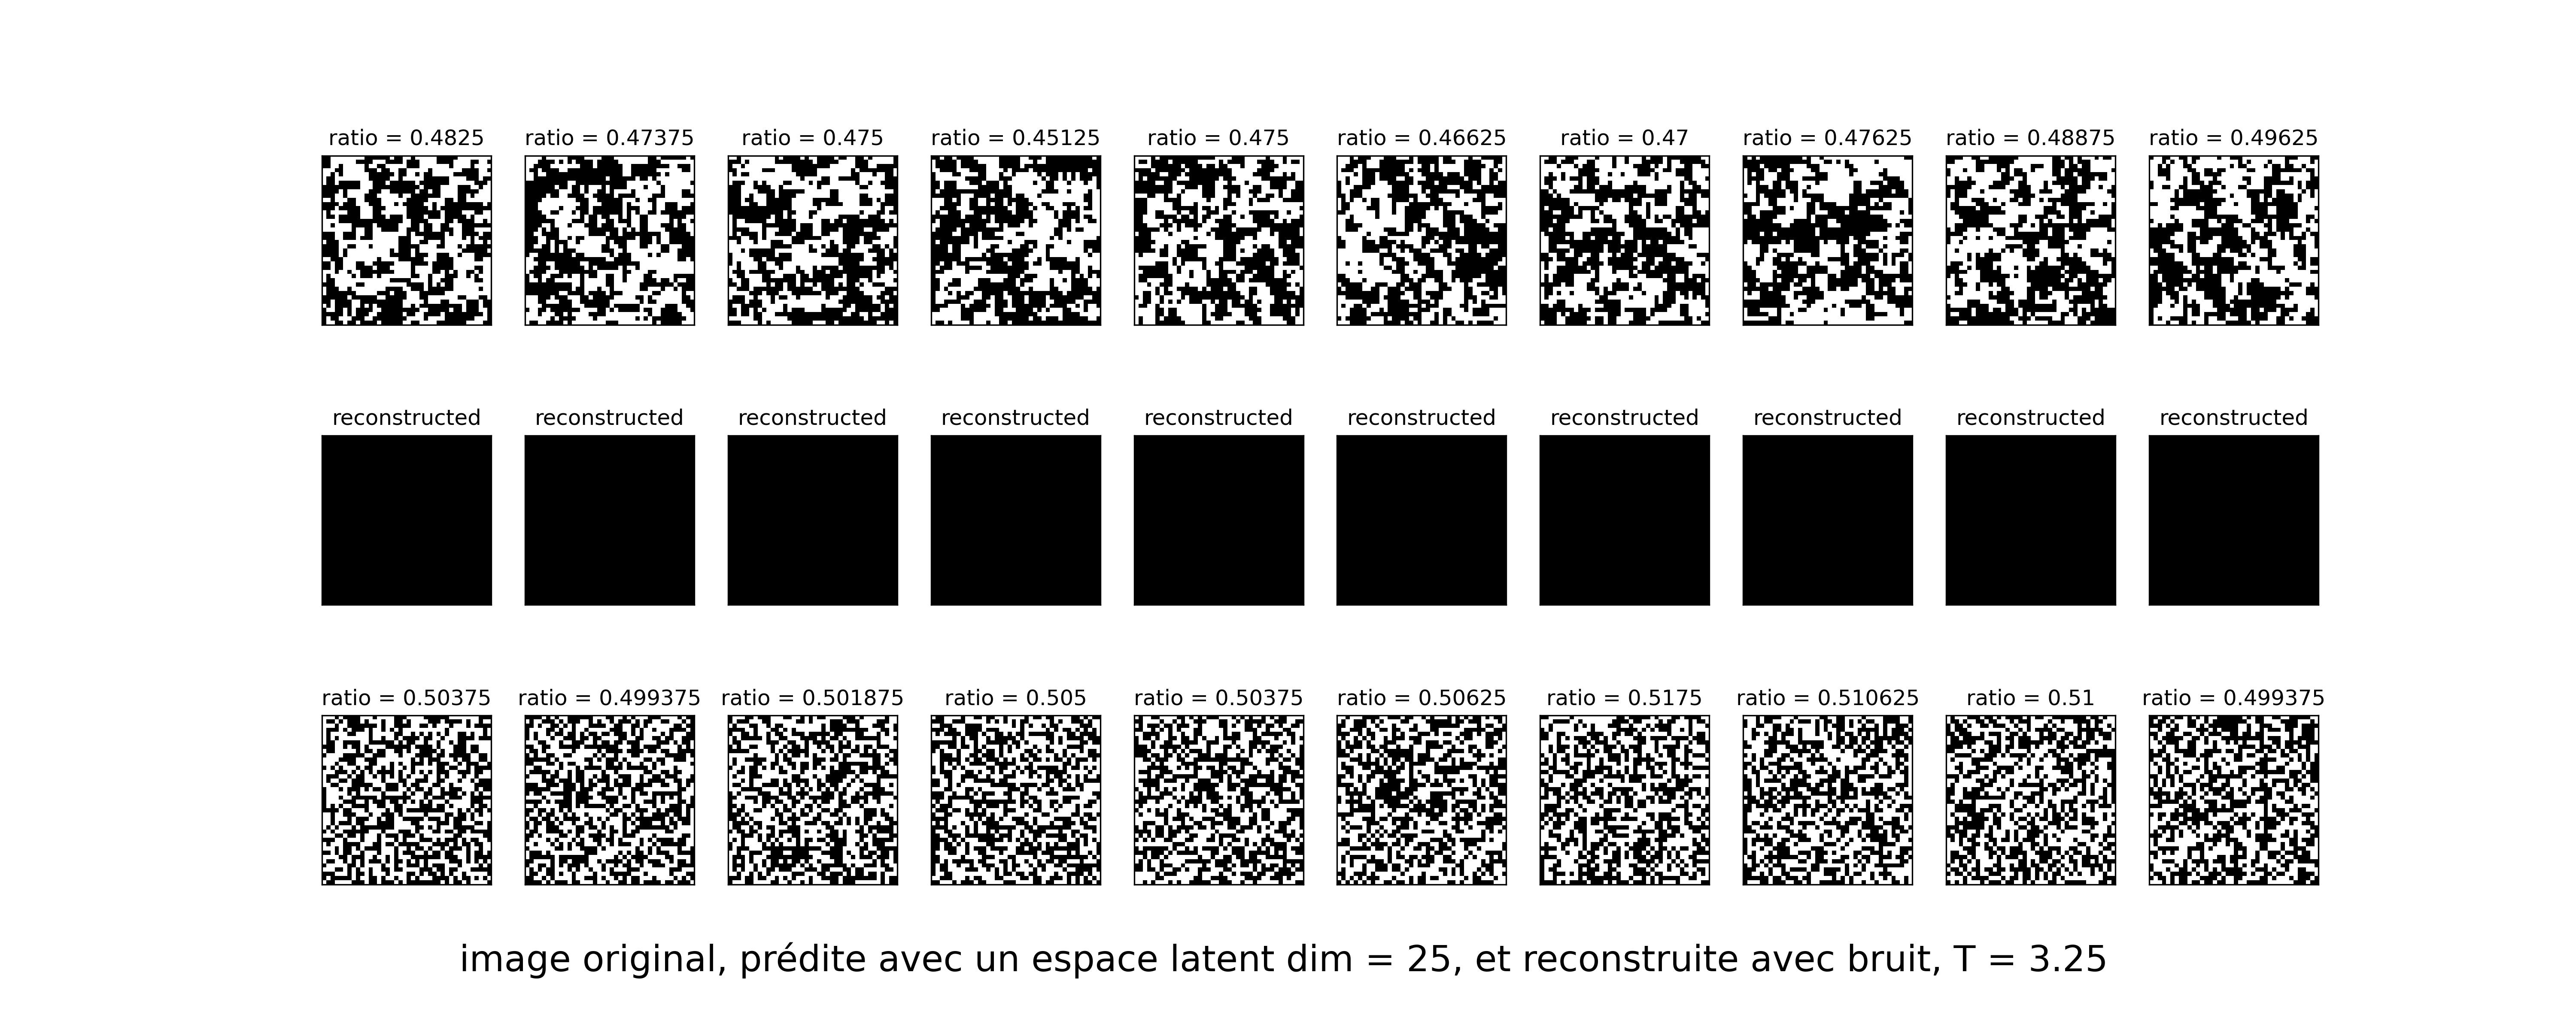 ratio = 0.4825 ratio = 0.47375 ratio = 0.475 ratio = 0.45125 ratio = 0.475 ratio = 0.46625 ratio = 0.47 ratio = 0.47625 ratio = 0.48875 ratio = 0.49625
reconstructed reconstructed reconstructed reconstructed reconstructed reconstructed reconstructed reconstructed reconstructed reconstructed
ratio = 0.50375 ratio = 0.499375 ratio = 0.501875 ratio = 0.505 ratio = 0.50375 ratio = 0.50625 ratio = 0.5175 ratio = 0.510625 ratio = 0.51 ratio = 0.499375
image original, prédite avec un espace latent dim = 25, et reconstruite avec bruit, T = 3.25